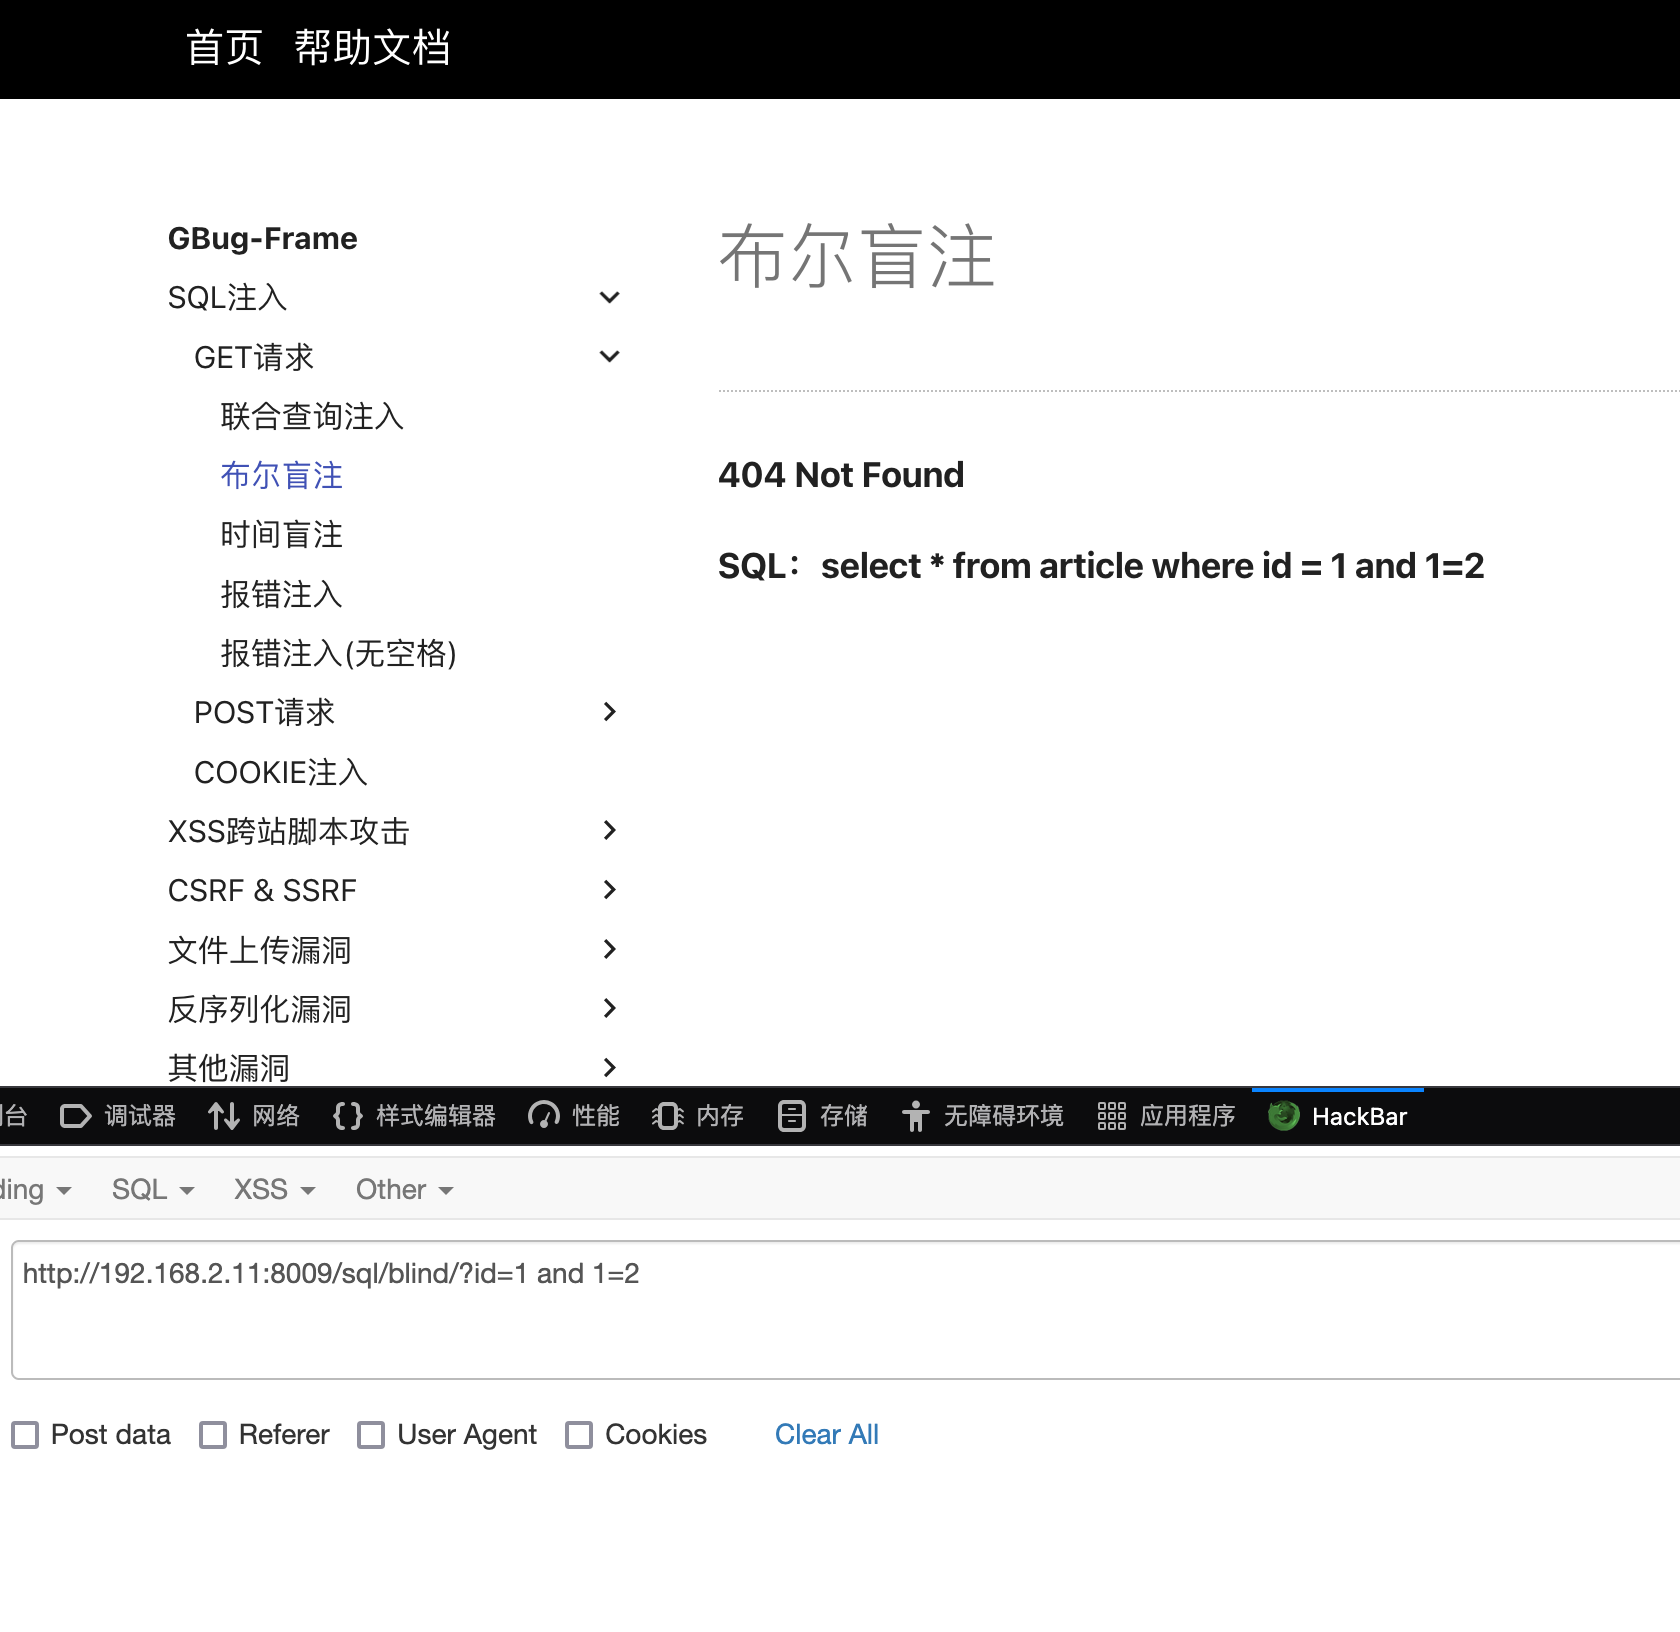 首页 帮助文档
GBug-Frame
SQL注入
GET请求
联合查询注入
布尔盲注
时间盲注
报错注入
报错注入(无空格)
POST请求
COOKIE注入
XSS跨站脚本攻击
CSRF & SSRF
文件上传漏洞
反序列化漏洞
其他漏洞
布尔盲注
404 Not Found
SQL：select * from article where id = 1 and 1=2
台 调试器 网络 样式编辑器 性能 内存 存储 无障碍环境 应用程序 HackBar
ding SQL XSS Other
http://192.168.2.11:8009/sql/blind/?id=1 and 1=2
Post data Referer User Agent Cookies Clear All